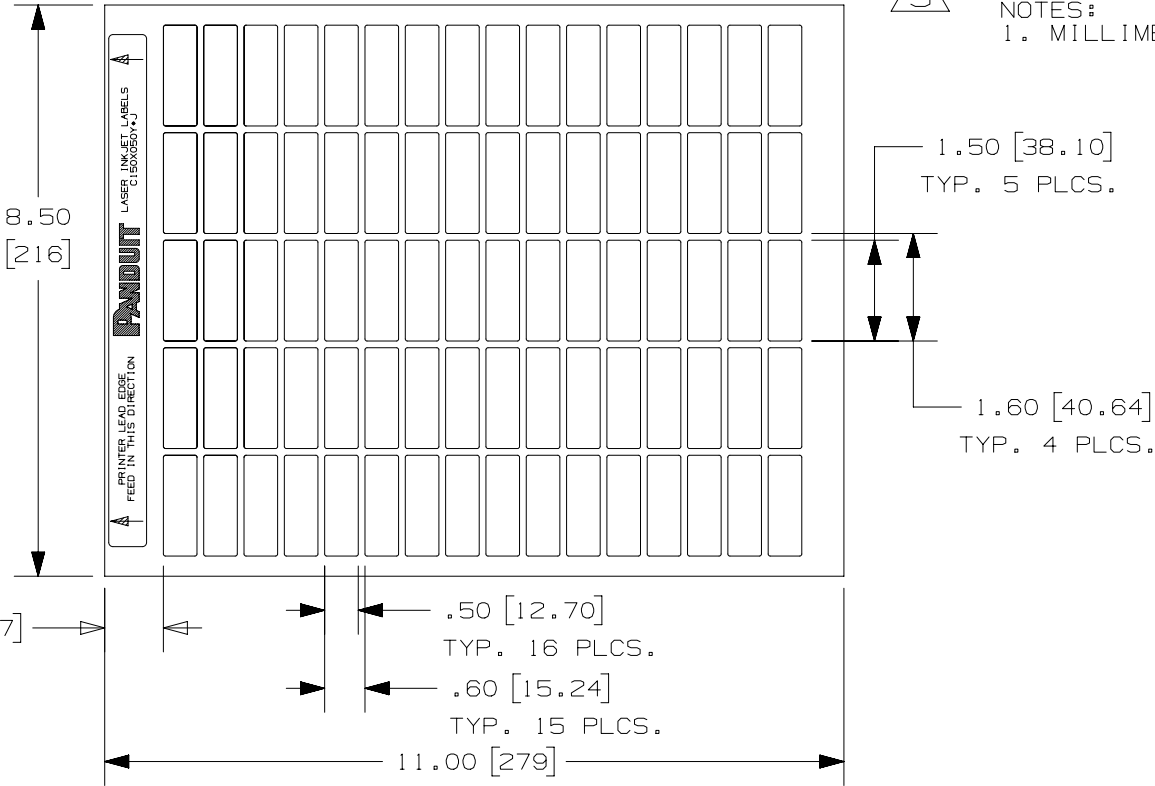 3
NOTES:
1. MILLIME
LASER INKJET LABELS
C150X050Y*J
PANDUIT
PRINTER LEAD EDGE
FEED IN THIS DIRECTION
8.50
[216]
1.50 [38.10]
TYP. 5 PLCS.
1.60 [40.64]
TYP. 4 PLCS.
7]
.50 [12.70]
TYP. 16 PLCS.
.60 [15.24]
TYP. 15 PLCS.
11.00 [279]